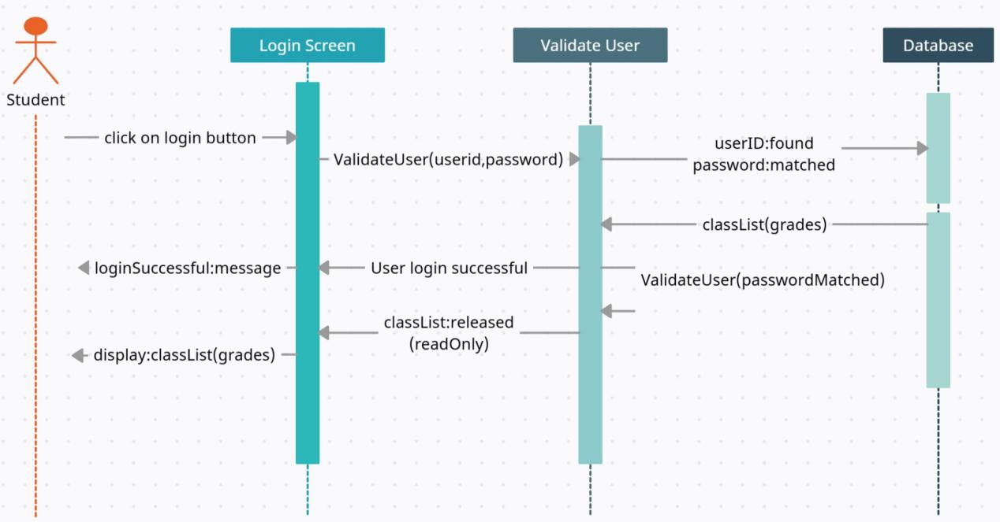 Login Screen
Validate User
Database
Student
click on login button
ValidateUser(userid,password)
userID:found
password:matched
classList(grades)
loginSuccessful:message
User login successful
ValidateUser(passwordMatched)
classList:released
(readOnly)
display:classList(grades)